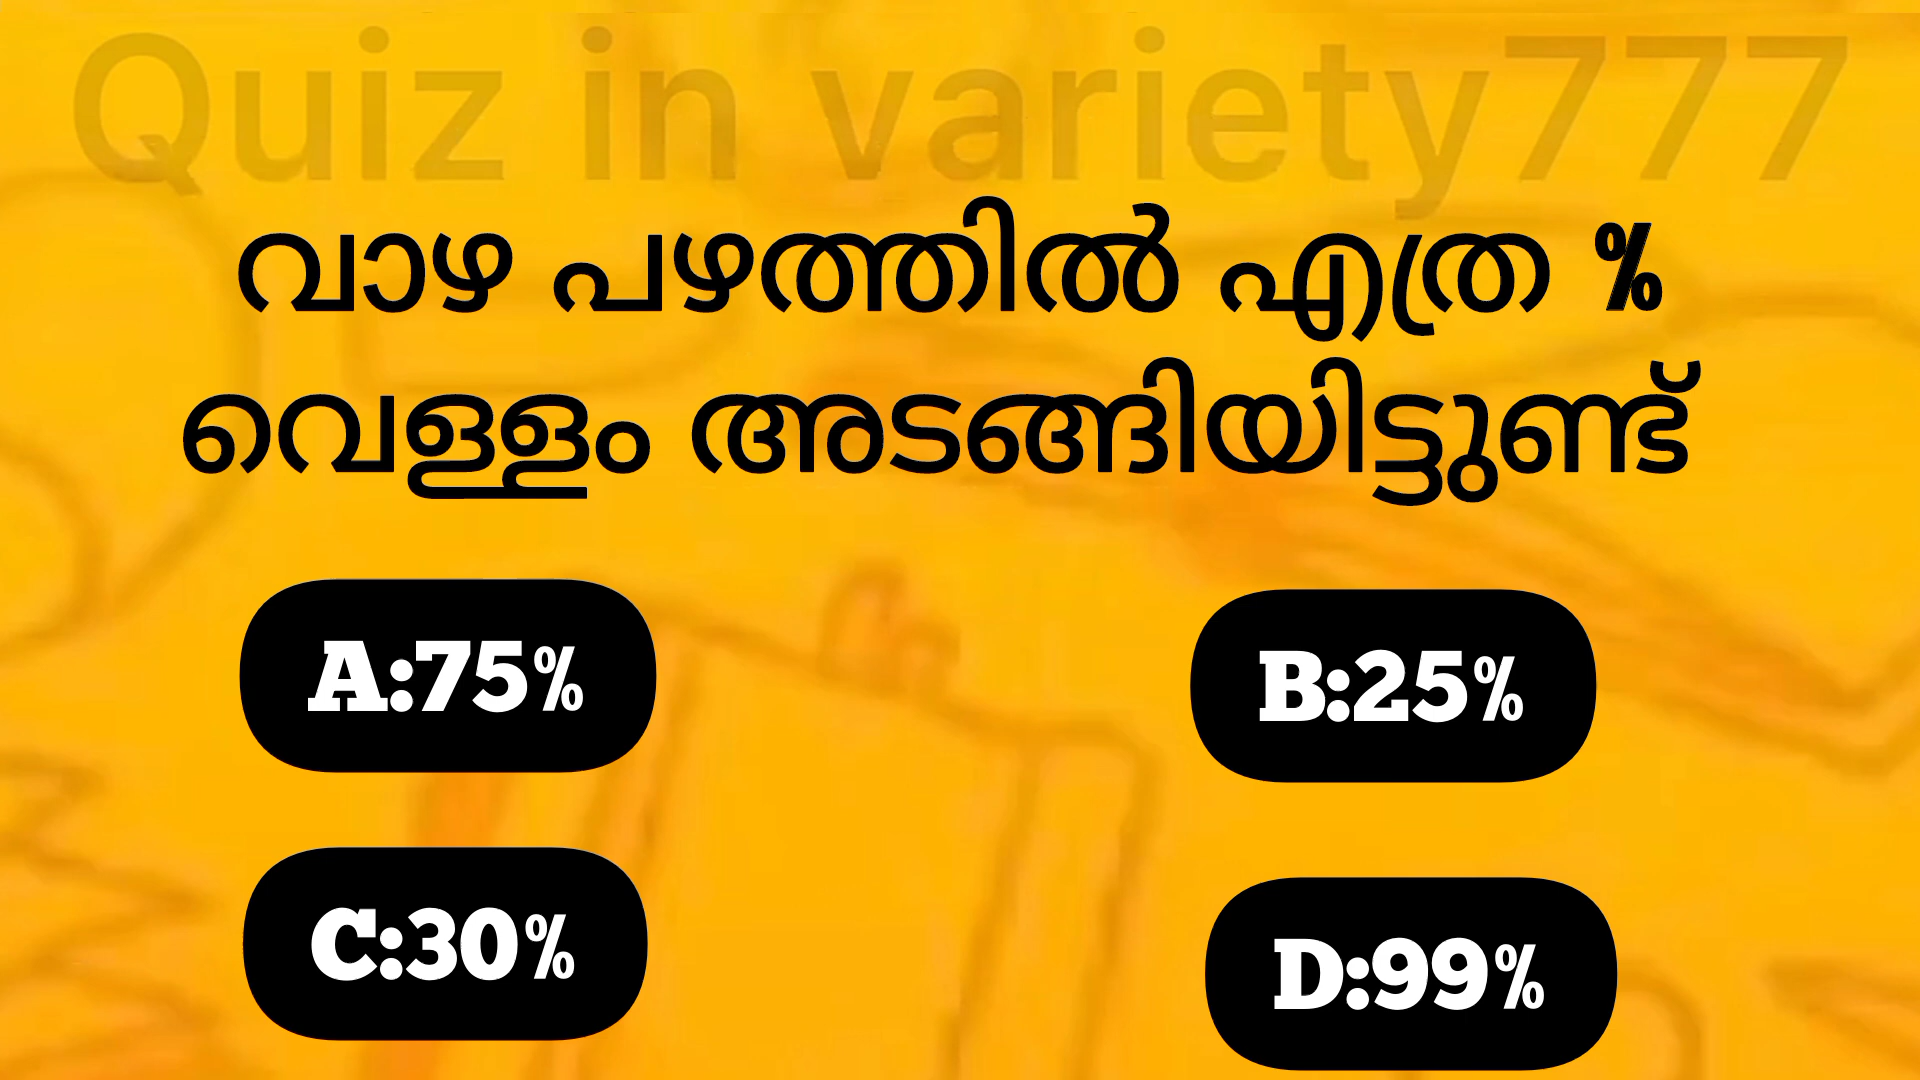 Quiz in variety777
വാഴ പഴത്തിൽ എത്ര %
വെള്ളം അടങ്ങിയിട്ടുണ്ട്
A:75%
B:25%
C:30%
D:99%